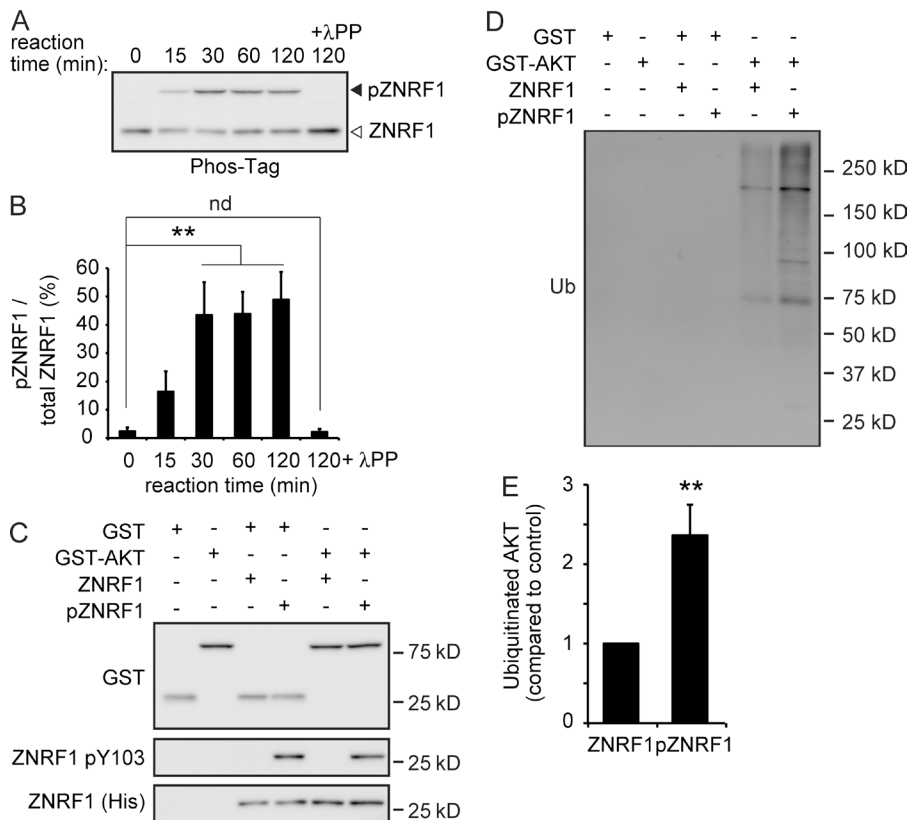 A
+λPP
reaction
time (min): 0 15 30 60 120 120
◄ pZNRF1
◁ ZNRF1
Phos-Tag
B
nd
**
pZNRF1 /
total ZNRF1 (%)
60
50
40
30
20
10
0
0 15 30 60 120 120 + λPP
reaction time (min)
C
GST + - + + - -
GST-AKT - + - - + +
ZNRF1 - - + - + -
pZNRF1 - - - + - +
GST
75 kD
25 kD
ZNRF1 pY103
25 kD
ZNRF1 (His)
25 kD
D
GST + - + + - -
GST-AKT - + - - + +
ZNRF1 - - + - + -
pZNRF1 - - - + - +
Ub
250 kD
150 kD
100 kD
75 kD
50 kD
37 kD
25 kD
E
Ubiquitinated AKT
(compared to control)
3
2
1
0
**
ZNRF1 pZNRF1